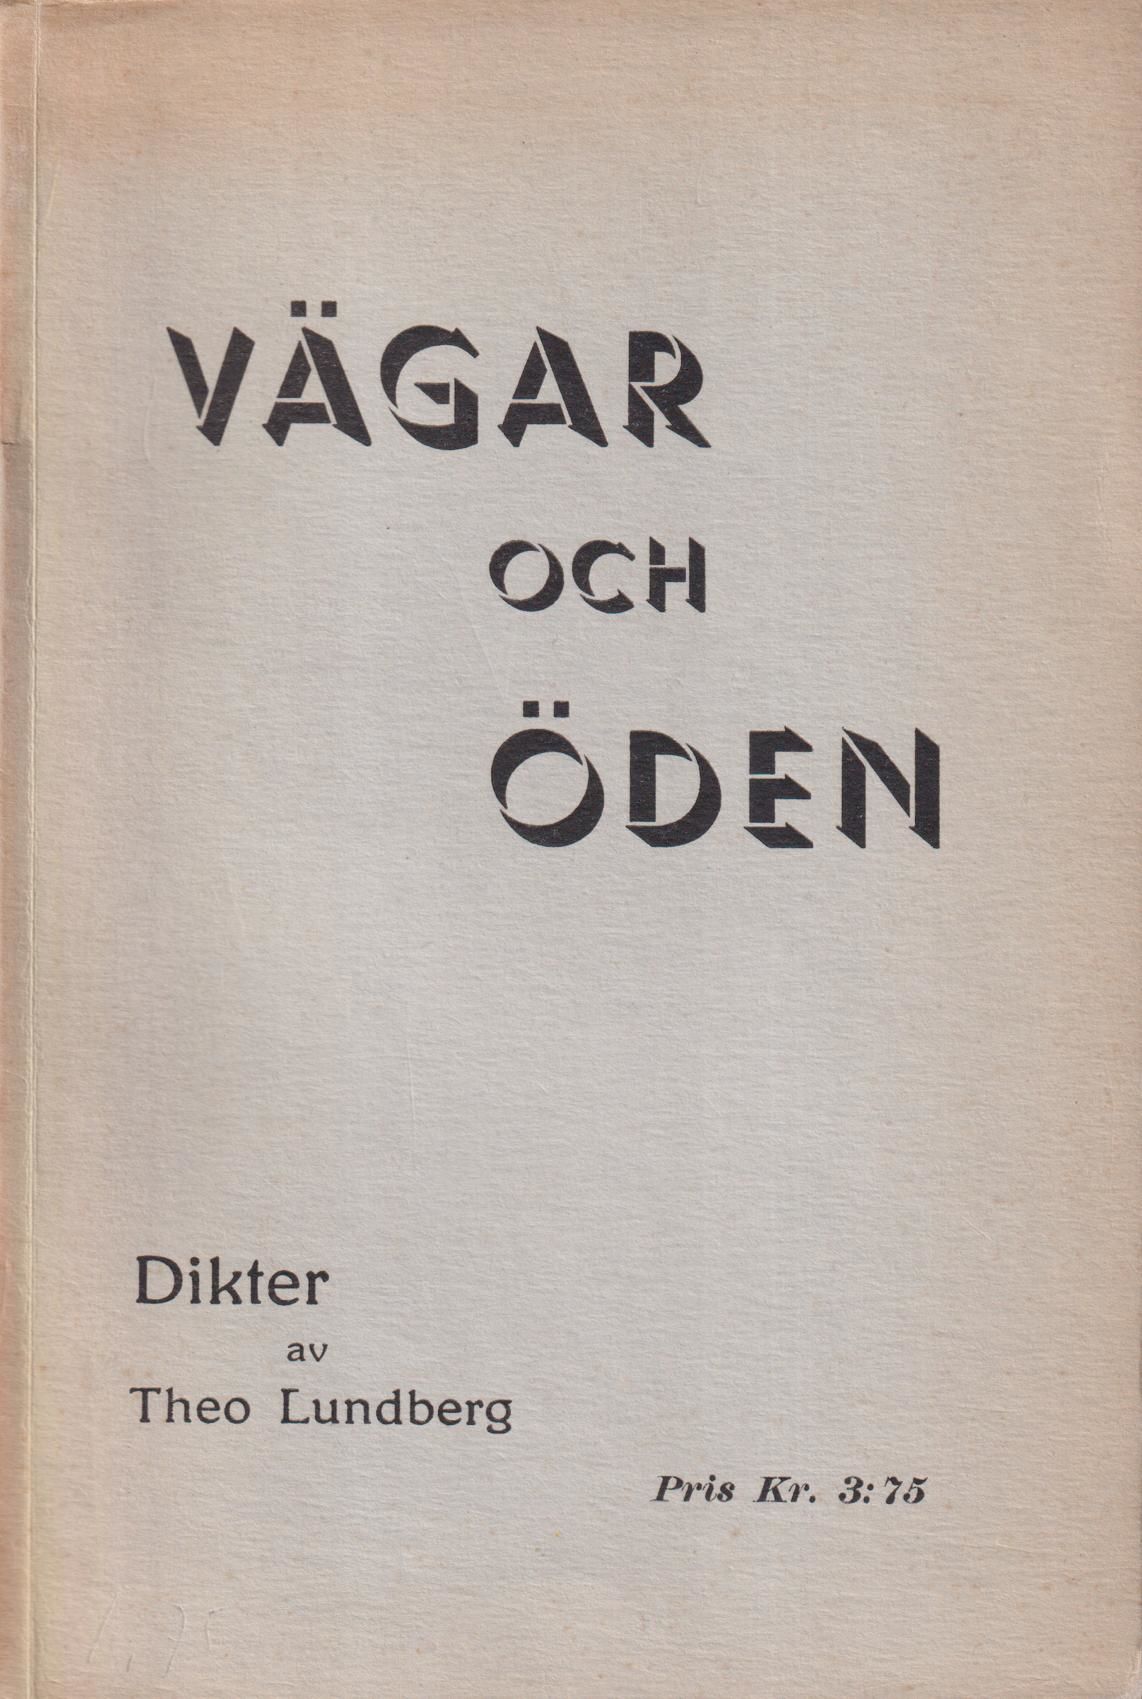 VÄGAR
OCH
ÖDEN
Dikter
av
Theo Lundberg
Pris Kr. 3:75